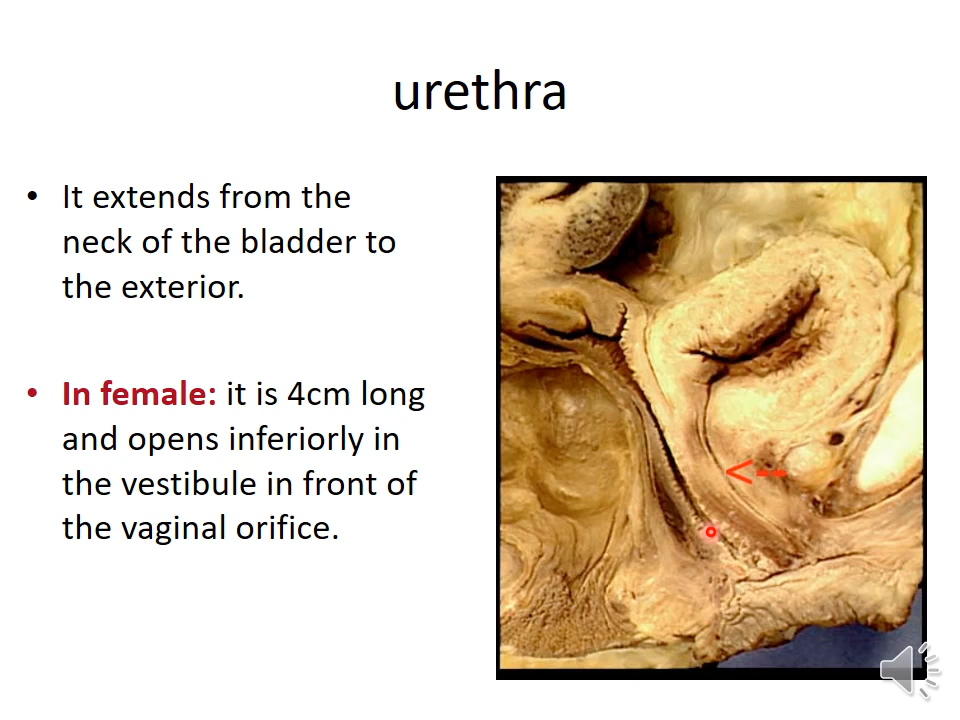 urethra
• It extends from the
neck of the bladder to
the exterior.
• In female: it is 4cm long
and opens inferiorly in
the vestibule in front of
the vaginal orifice.